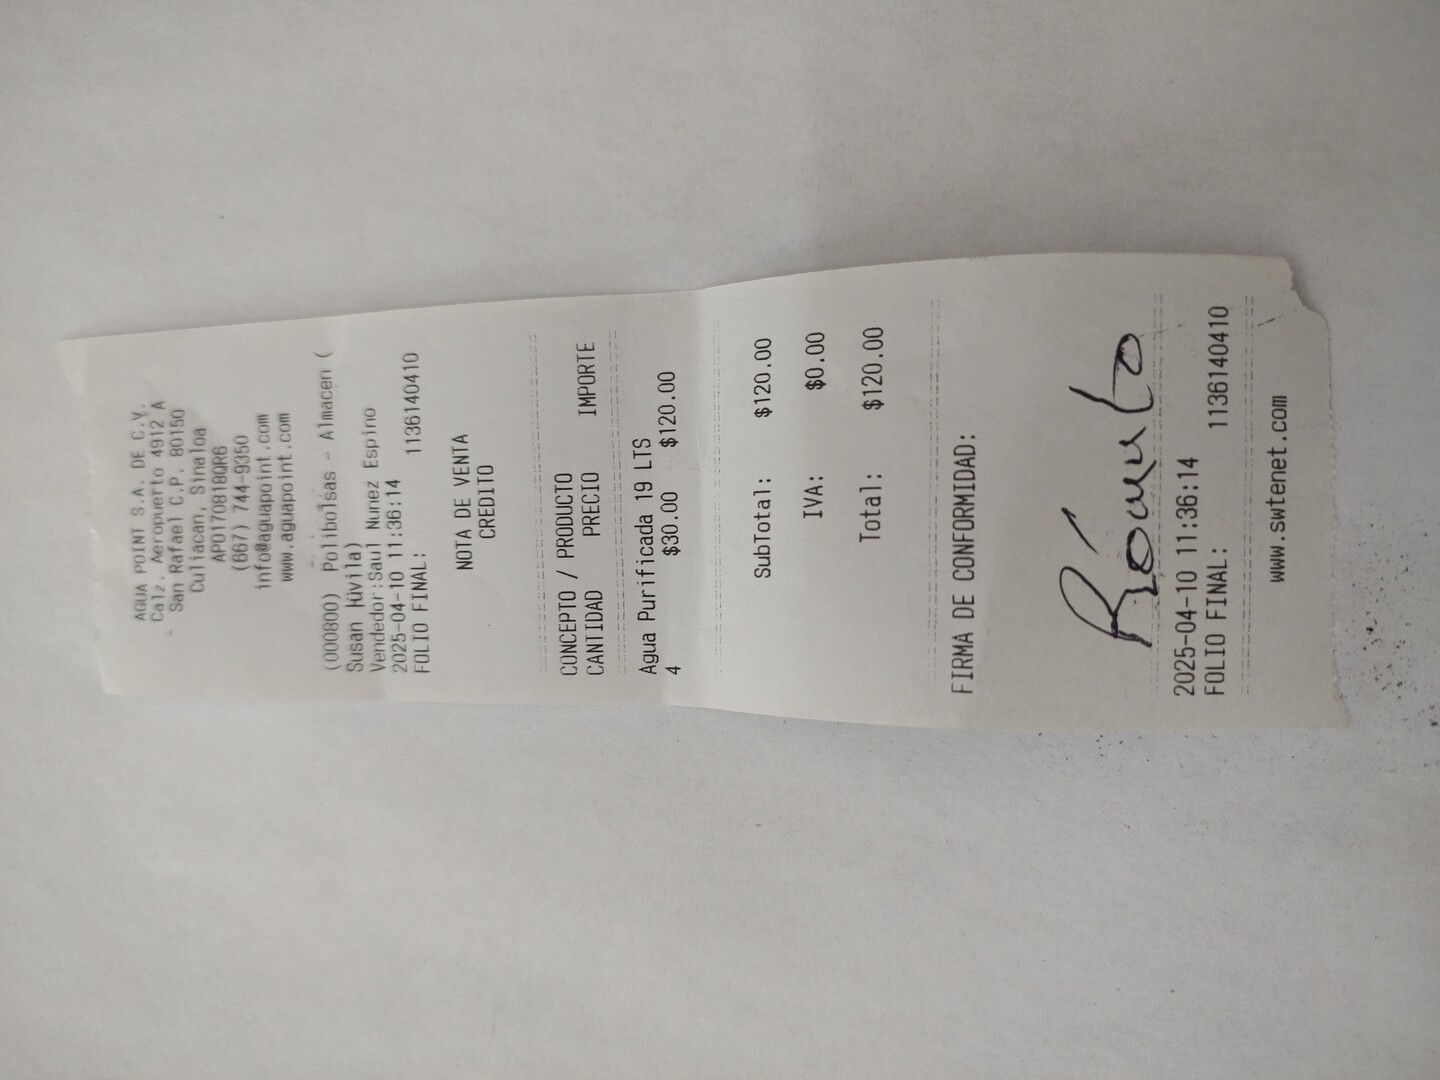 AGUA POINT S.A. DE C.V.
Calz. Aeropuerto 4912 A
San Rafael C.P. 80150
Culiacan, Sinaloa
APO170818QR6
(667) 744-9350
info@aguapoint.com
www.aguapoint.com
(000800) Polibolsas - Almacen (
Susan
Vendedor:Saul Nunez Espino
2025-04-10 11:36:14
FOLIO FINAL: 1136140410
NOTA DE VENTA
CREDITO
CONCEPTO / PRODUCTO
CANTIDAD PRECIO IMPORTE
Agua Purificada 19 LTS
4 $30.00 $120.00
SubTotal: $120.00
IVA: $0.00
Total: $120.00
FIRMA DE CONFORMIDAD:
Rómulo
2025-04-10 11:36:14
FOLIO FINAL: 1136140410
www.swtenet.com